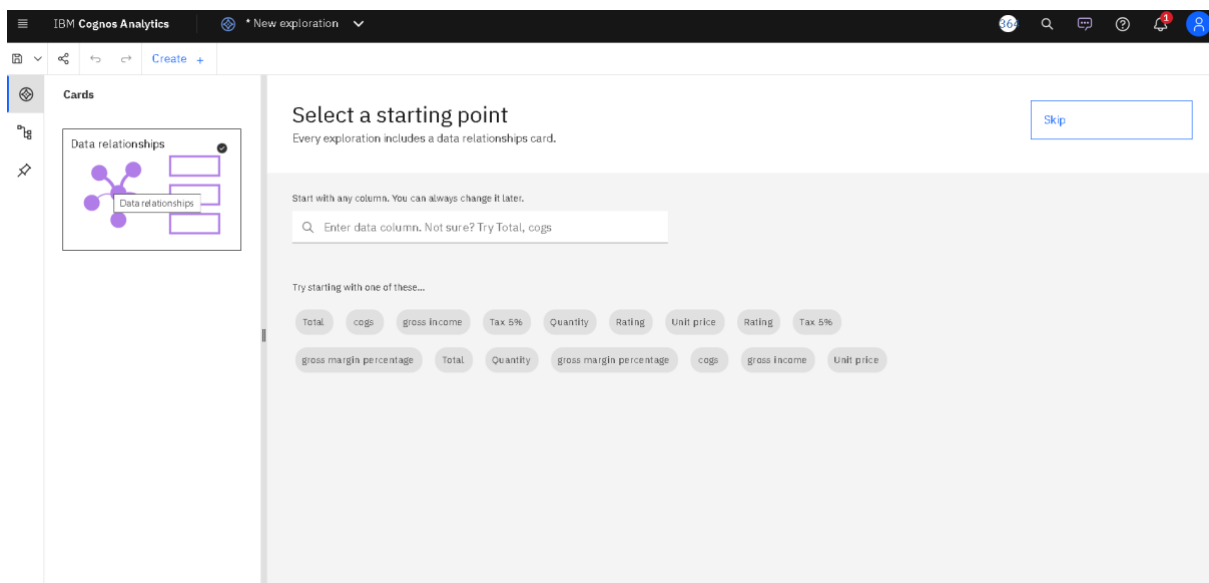 IBM Cognos Analytics
* New exploration
364
1
Create +
Cards
Data relationships
Data relationships
Select a starting point
Every exploration includes a data relationships card.
Skip
Start with any column. You can always change it later.
Enter data column. Not sure? Try Total, cogs
Try starting with one of these...
Total cogs gross income Tax 5% Quantity Rating Unit price Rating Tax 5%
gross margin percentage Total Quantity gross margin percentage cogs gross income Unit price